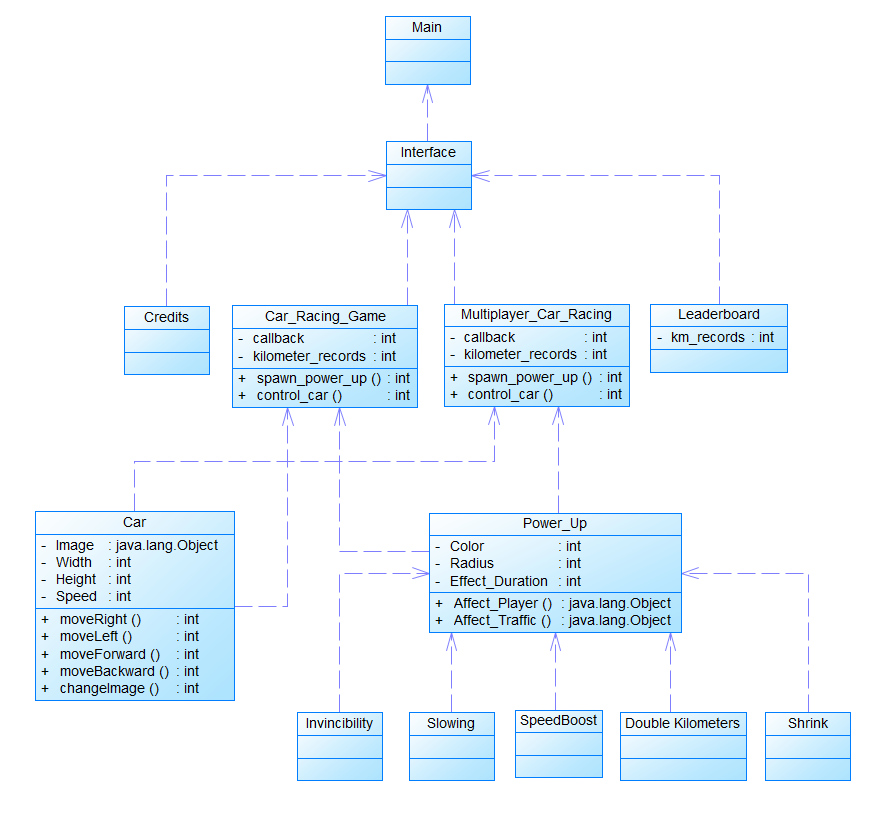 Main
Interface
Credits
Car_Racing_Game
- callback : int
- kilometer_records : int
+ spawn_power_up () : int
+ control_car () : int
Multiplayer_Car_Racing
- callback : int
- kilometer_records : int
+ spawn_power_up () : int
+ control_car () : int
Leaderboard
- km_records : int
Car
- Image : java.lang.Object
- Width : int
- Height : int
- Speed : int
+ moveRight () : int
+ moveLeft () : int
+ moveForward () : int
+ moveBackward () : int
+ changeImage () : int
Power_Up
- Color : int
- Radius : int
- Effect_Duration : int
+ Affect_Player () : java.lang.Object
+ Affect_Traffic () : java.lang.Object
Invincibility
Slowing
SpeedBoost
Double Kilometers
Shrink